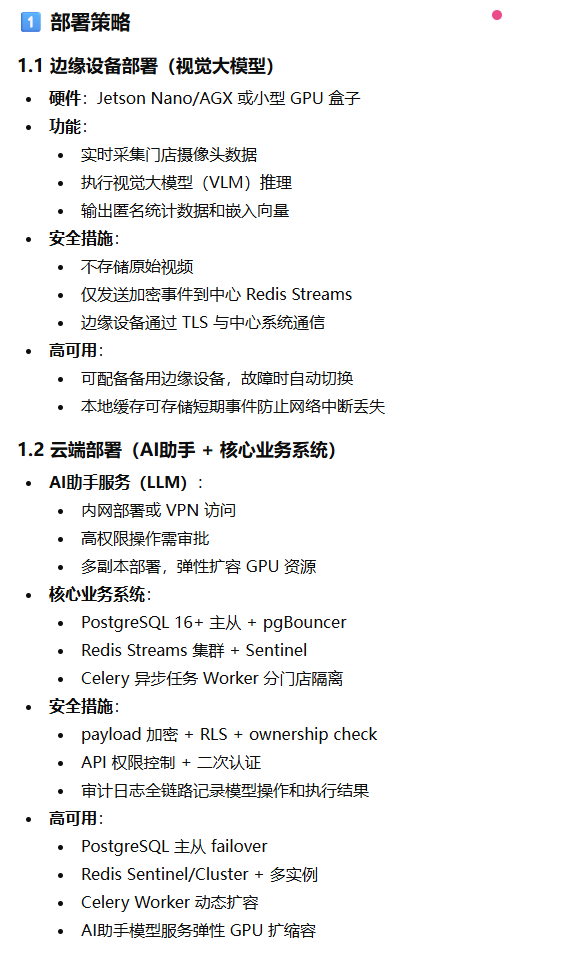 1️⃣ 部署策略
1.1 边缘设备部署（视觉大模型）
• 硬件：Jetson Nano/AGX 或小型 GPU 盒子
• 功能：
• 实时采集门店摄像头数据
• 执行视觉大模型（VLM）推理
• 输出匿名统计数据和嵌入向量
• 安全措施：
• 不存储原始视频
• 仅发送加密事件到中心 Redis Streams
• 边缘设备通过 TLS 与中心系统通信
• 高可用：
• 可配备备用边缘设备，故障时自动切换
• 本地缓存可存储短期事件防止网络中断丢失
1.2 云端部署（AI助手 + 核心业务系统）
• AI助手服务（LLM）：
• 内网部署或 VPN 访问
• 高权限操作需审批
• 多副本部署，弹性扩容 GPU 资源
• 核心业务系统：
• PostgreSQL 16+ 主从 + pgBouncer
• Redis Streams 集群 + Sentinel
• Celery 异步任务 Worker 分门店隔离
• 安全措施：
• payload 加密 + RLS + ownership check
• API 权限控制 + 二次认证
• 审计日志全链路记录模型操作和执行结果
• 高可用：
• PostgreSQL 主从 failover
• Redis Sentinel/Cluster + 多实例
• Celery Worker 动态扩容
• AI助手模型服务弹性 GPU 扩缩容